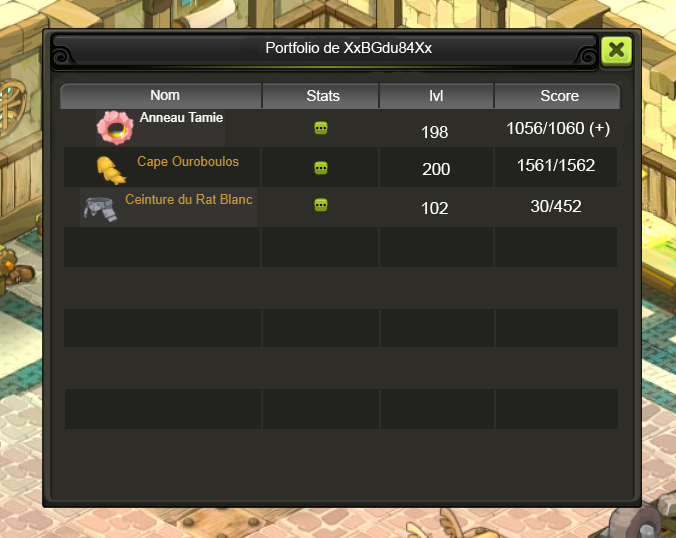 Portfolio de XxBGdu84Xx
Nom Stats lvl Score
Anneau Tamie 198 1056/1060 (+)
Cape Ouroboulos 200 1561/1562
Ceinture du Rat Blanc 102 30/452